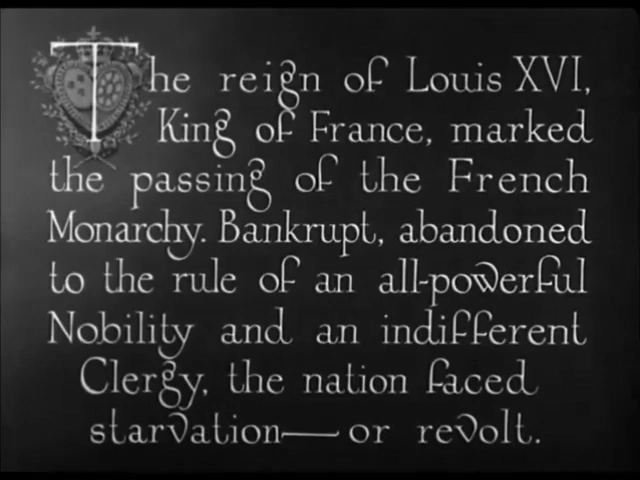 The reign of Louis XVI,
King of France, marked
the passing of the French
Monarchy. Bankrupt, abandoned
to the rule of an all-powerful
Nobility and an indifferent
Clergy, the nation faced
starvation—or revolt.